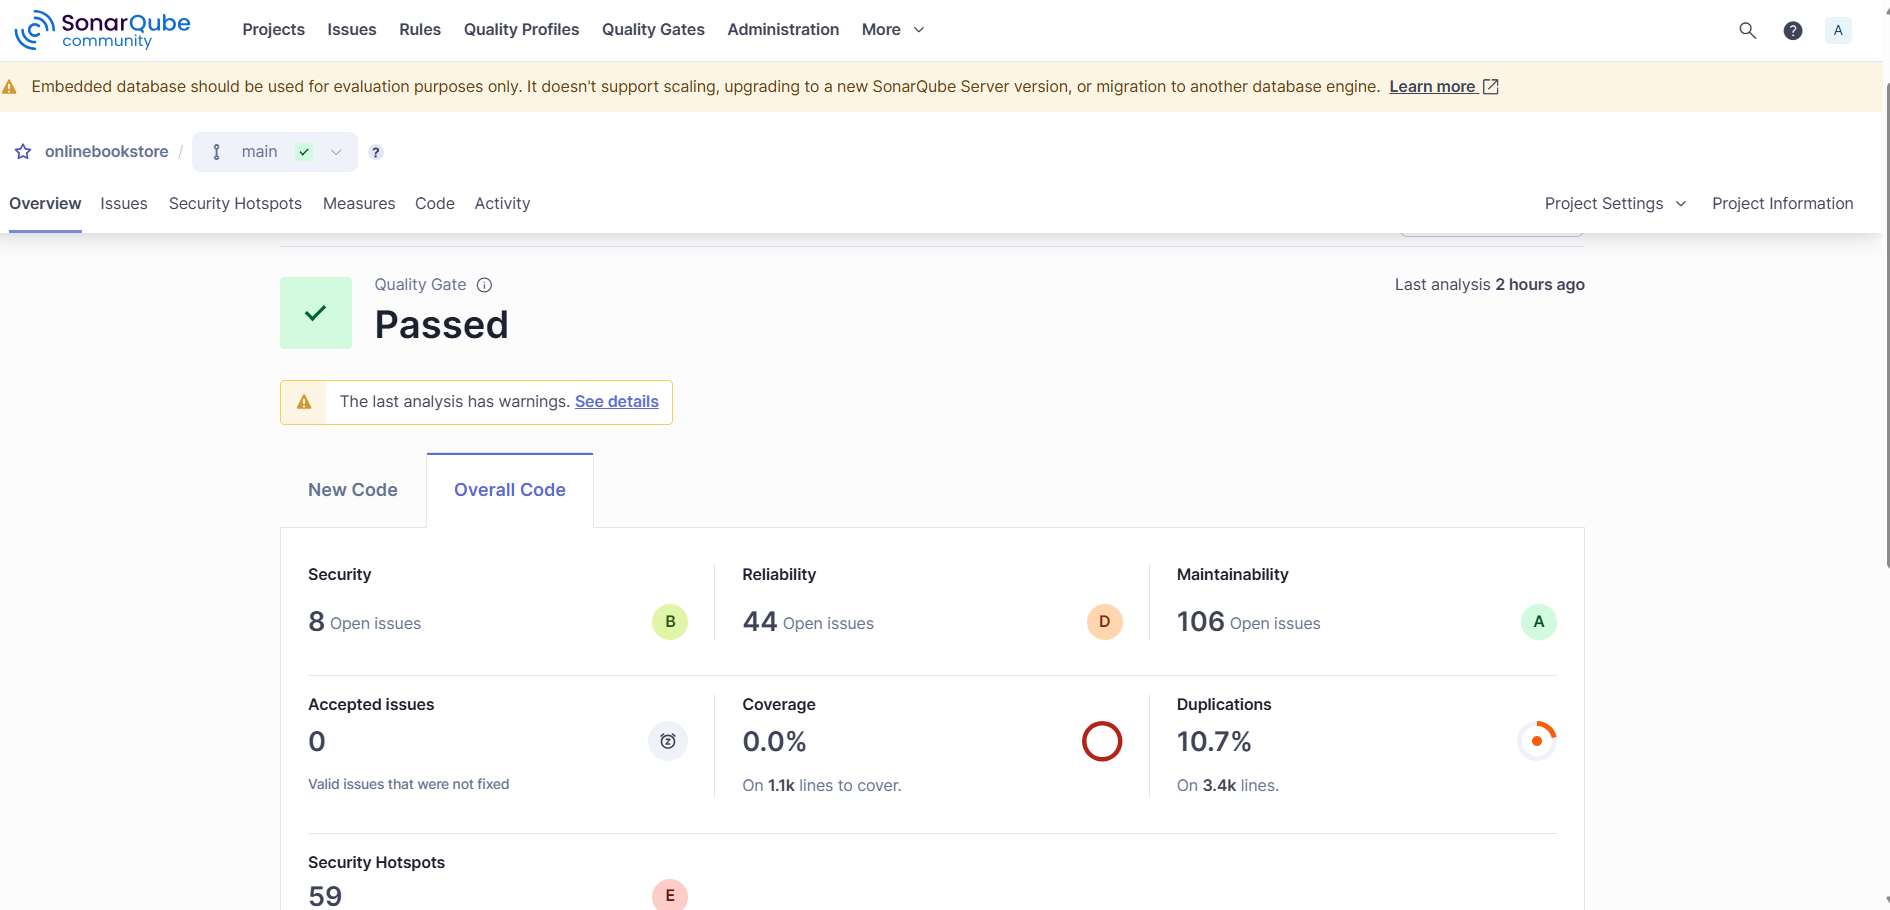 SonarQube community
Projects Issues Rules Quality Profiles Quality Gates Administration More ? A
Embedded database should be used for evaluation purposes only. It doesn't support scaling, upgrading to a new SonarQube Server version, or migration to another database engine. Learn more
onlinebookstore / main ?
Overview Issues Security Hotspots Measures Code Activity Project Settings Project Information
Quality Gate Last analysis 2 hours ago
Passed
The last analysis has warnings. See details
New Code Overall Code
Security Reliability Maintainability
8 Open issues B 44 Open issues D 106 Open issues A
Accepted issues Coverage Duplications
0 0.0% 10.7%
Valid issues that were not fixed On 1.1k lines to cover. On 3.4k lines.
Security Hotspots
59 E